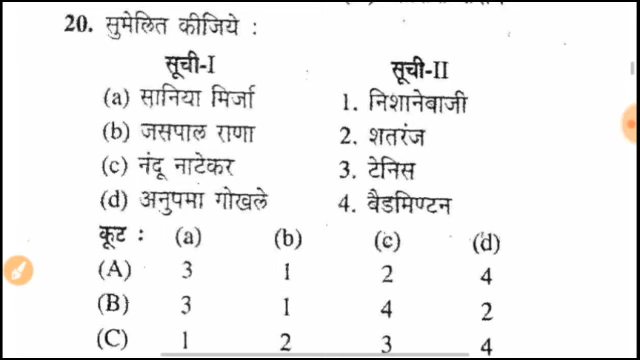 20. सुमेलित कीजिये :
सूची-I सूची-II
(a) सानिया मिर्जा 1. निशानेबाजी
(b) जसपाल राणा 2. शतरंज
(c) नंदू नाटेकर 3. टेनिस
(d) अनुपमा गोखले 4. बैडमिण्टन
कूट : (a) (b) (c) (d)
(A) 3 1 2 4
(B) 3 1 4 2
(C) 1 2 3 4